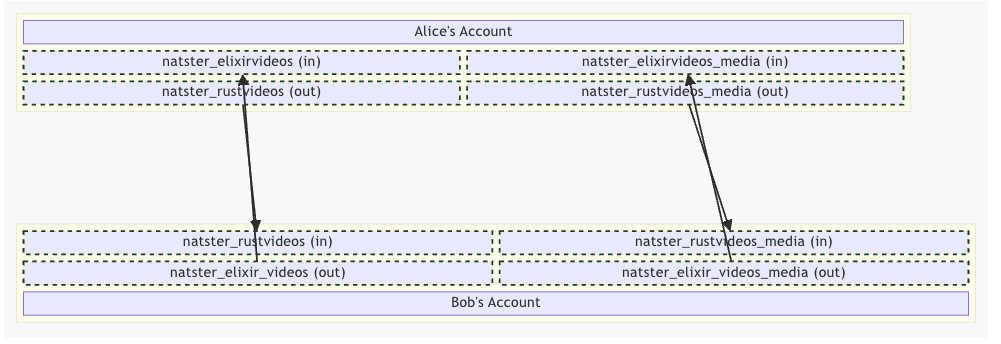 Alice's Account
natster_elixirvideos (in)
natster_elixirvideos_media (in)
natster_rustvideos (out)
natster_rustvideos_media (out)
natster_rustvideos (in)
natster_rustvideos_media (in)
natster_elixir_videos (out)
natster_elixir_videos_media (out)
Bob's Account